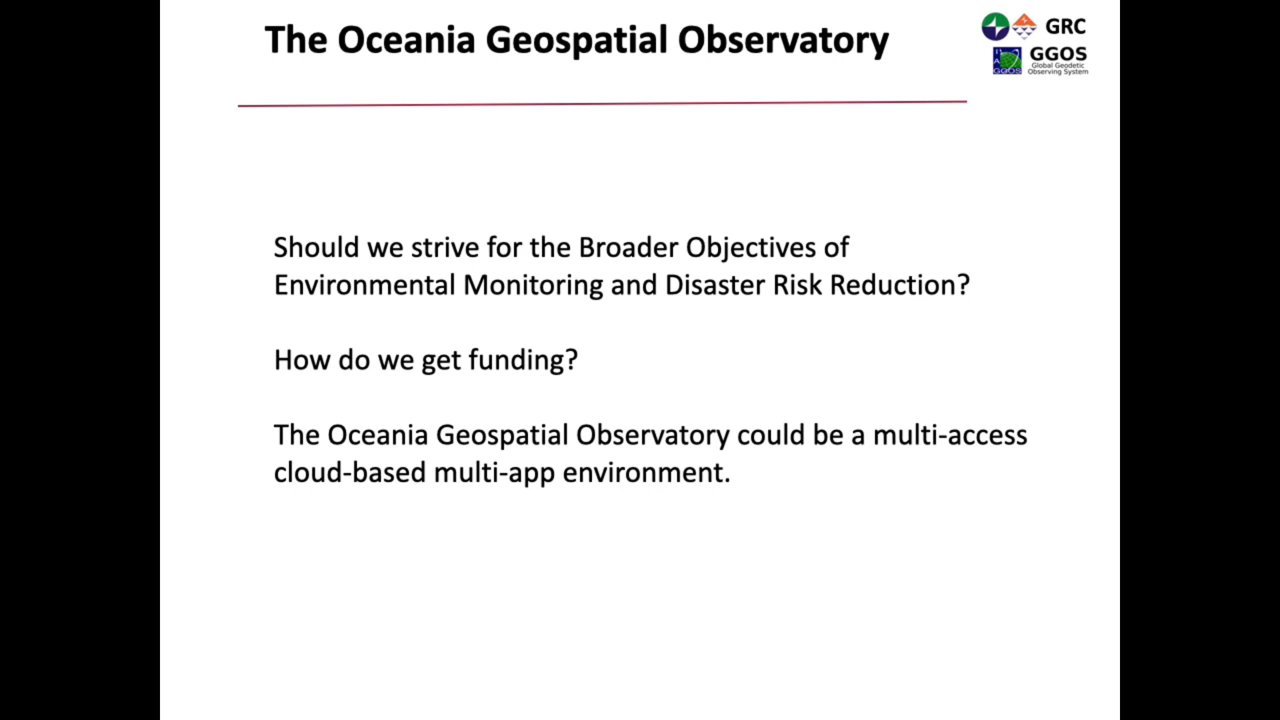 The Oceania Geospatial Observatory
GRC
GGOS
Global Geodetic
Observing System
Should we strive for the Broader Objectives of
Environmental Monitoring and Disaster Risk Reduction?
How do we get funding?
The Oceania Geospatial Observatory could be a multi-access
cloud-based multi-app environment.